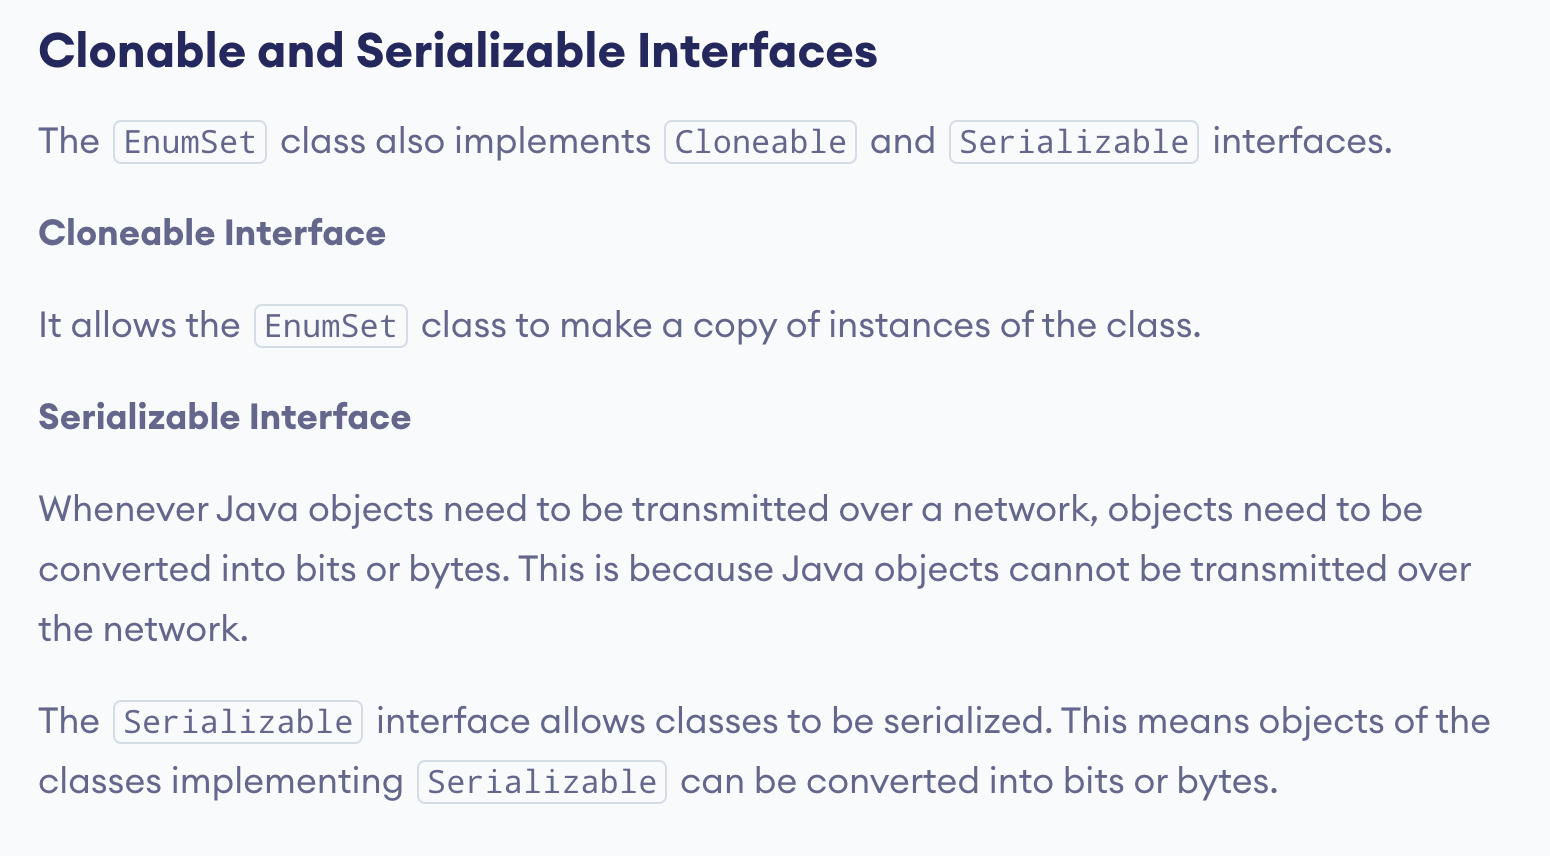 Clonable and Serializable Interfaces
The EnumSet class also implements Cloneable and Serializable interfaces.
Cloneable Interface
It allows the EnumSet class to make a copy of instances of the class.
Serializable Interface
Whenever Java objects need to be transmitted over a network, objects need to be
converted into bits or bytes. This is because Java objects cannot be transmitted over
the network.
The Serializable interface allows classes to be serialized. This means objects of the
classes implementing Serializable can be converted into bits or bytes.